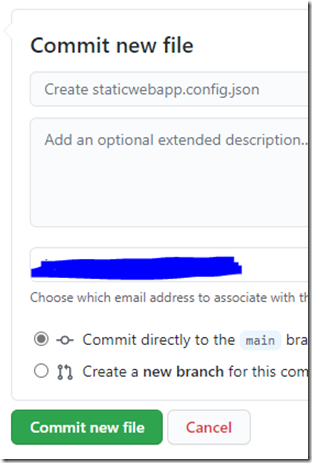 Commit new file
Create staticwebapp.config.json
Add an optional extended description..
Choose which email address to associate with th
Commit directly to the main bra
Create a new branch for this com
Commit new file Cancel